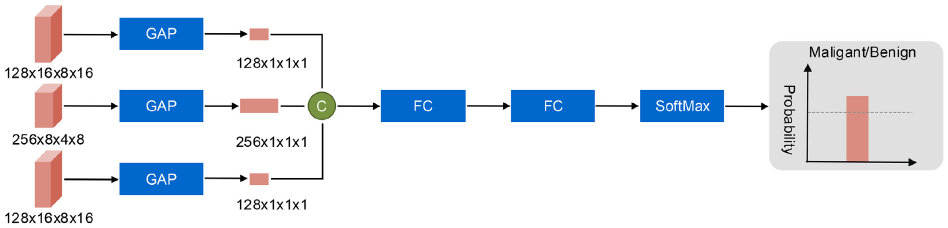 GAP
128x16x8x16
128x1x1x1
Maligant/Benign
GAP
256x8x4x8
256x1x1x1
C
FC
FC
SoftMax
Probability
GAP
128x16x8x16
128x1x1x1